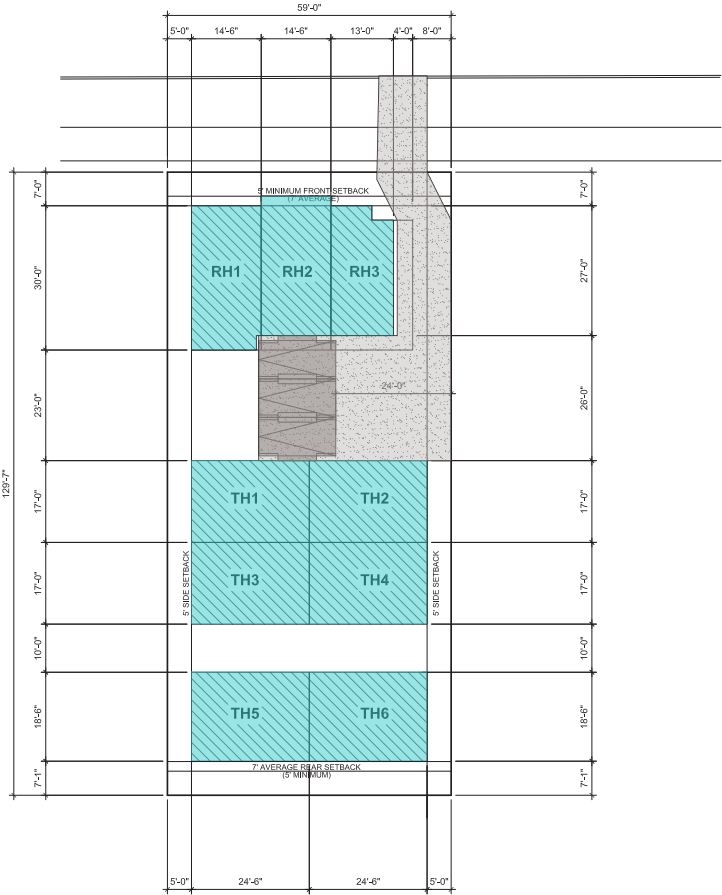 59'-0"
5'-0"
14'-6"
14'-6"
13'-0"
4'-0"
8'-0"
7'-0"
5' MINIMUM FRONT SETBACK
(7' AVERAGE)
7'-0"
30'-0"
RH1
RH2
RH3
27'-0"
23'-0"
24'-0"
26'-0"
129'-7"
17'-0"
TH1
TH2
17'-0"
17'-0"
5' SIDE SETBACK
TH3
TH4
5' SIDE SETBACK
17'-0"
10'-0"
10'-0"
18'-6"
TH5
TH6
18'-6"
7'-1"
7' AVERAGE REAR SETBACK
(5' MINIMUM)
7'-1"
5'-0"
24'-6"
24'-6"
5'-0"